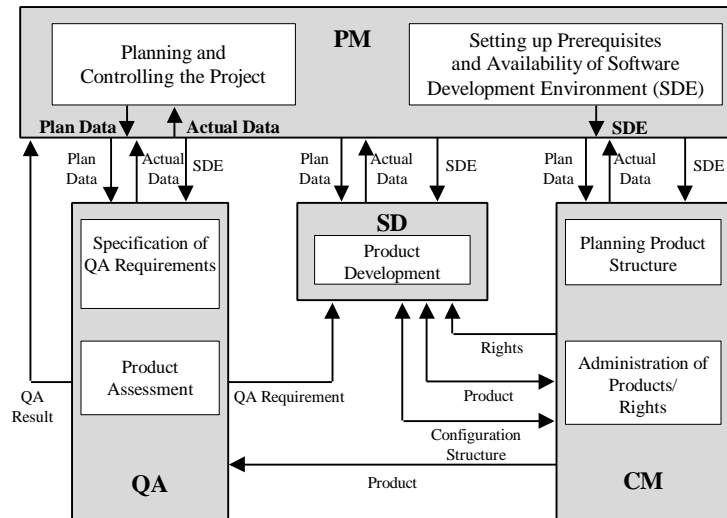 PM
Planning and
Controlling the Project
Setting up Prerequisites
and Availability of Software
Development Environment (SDE)
Plan Data
Actual Data
SDE
Plan
Data
Actual
Data
SDE
Plan
Data
Actual
Data
SDE
Plan
Data
Actual
Data
SDE
Specification of
QA Requirements
SD
Product
Development
Planning Product
Structure
Product
Assessment
Rights
Administration of
Products/
Rights
QA
Result
QA Requirement
Product
Configuration
Structure
QA
Product
CM